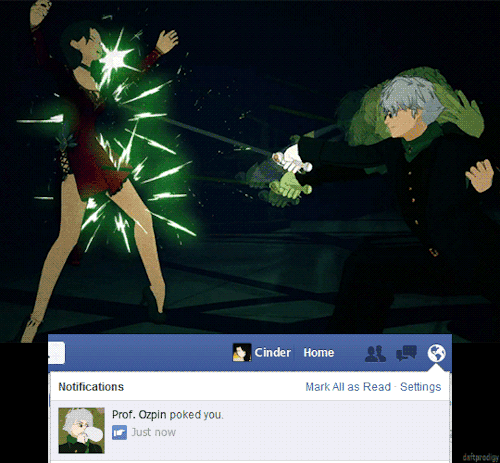 Cinder Home
Notifications Mark All as Read · Settings
Prof. Ozpin poked you.
Just now
deftprodigy